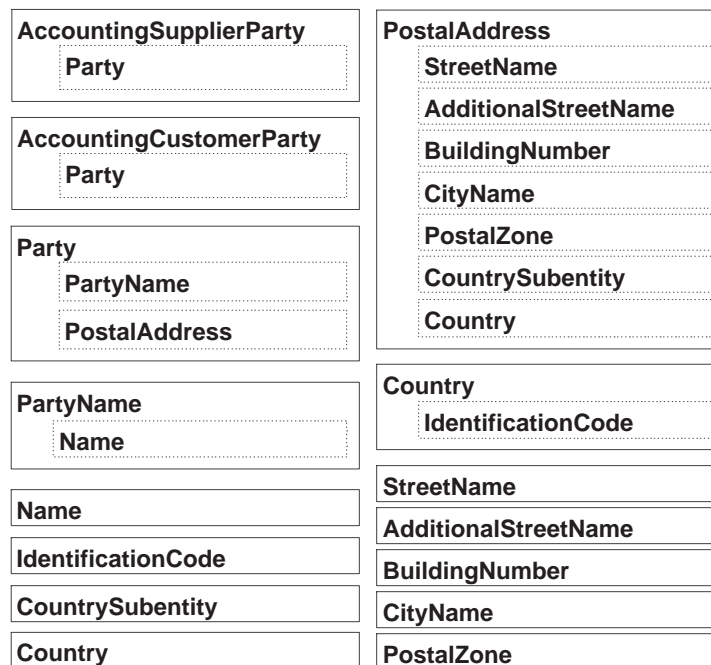 AccountingSupplierParty
Party
AccountingCustomerParty
Party
Party
PartyName
PostalAddress
PartyName
Name
Name
IdentificationCode
CountrySubentity
Country
PostalAddress
StreetName
AdditionalStreetName
BuildingNumber
CityName
PostalZone
CountrySubentity
Country
Country
IdentificationCode
StreetName
AdditionalStreetName
BuildingNumber
CityName
PostalZone